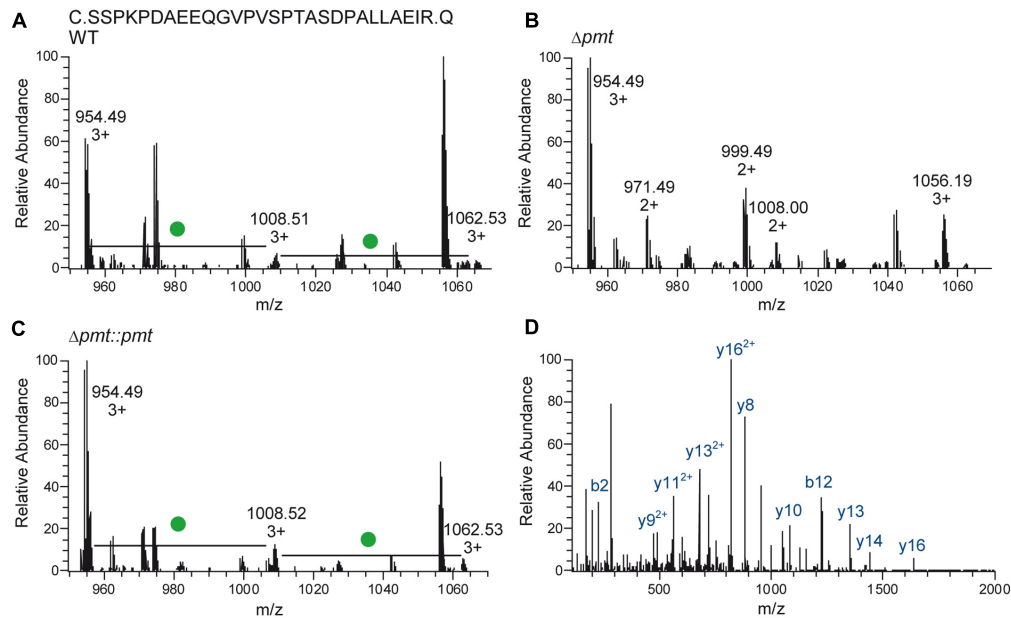 A
C.SSPKPDAEEQGVPVSPTASDPALLAEIR.Q
WT
Relative Abundance
100
80
60
40
20
0
954.49
3+
1008.51
3+
1062.53
3+
960 980 1000 1020 1040 1060
m/z
B
Δpmt
Relative Abundance
100
80
60
40
20
0
954.49
3+
971.49
2+
999.49
2+
1008.00
2+
1056.19
3+
960 980 1000 1020 1040 1060
m/z
C
Δpmt::pmt
Relative Abundance
100
80
60
40
20
0
954.49
3+
1008.52
3+
1062.53
3+
960 980 1000 1020 1040 1060
m/z
D
Relative Abundance
100
80
60
40
20
0
b2
y9²⁺
y11²⁺
y13²⁺
y16²⁺
y8
y10
b12
y13
y14
y16
500 1000 1500 2000
m/z